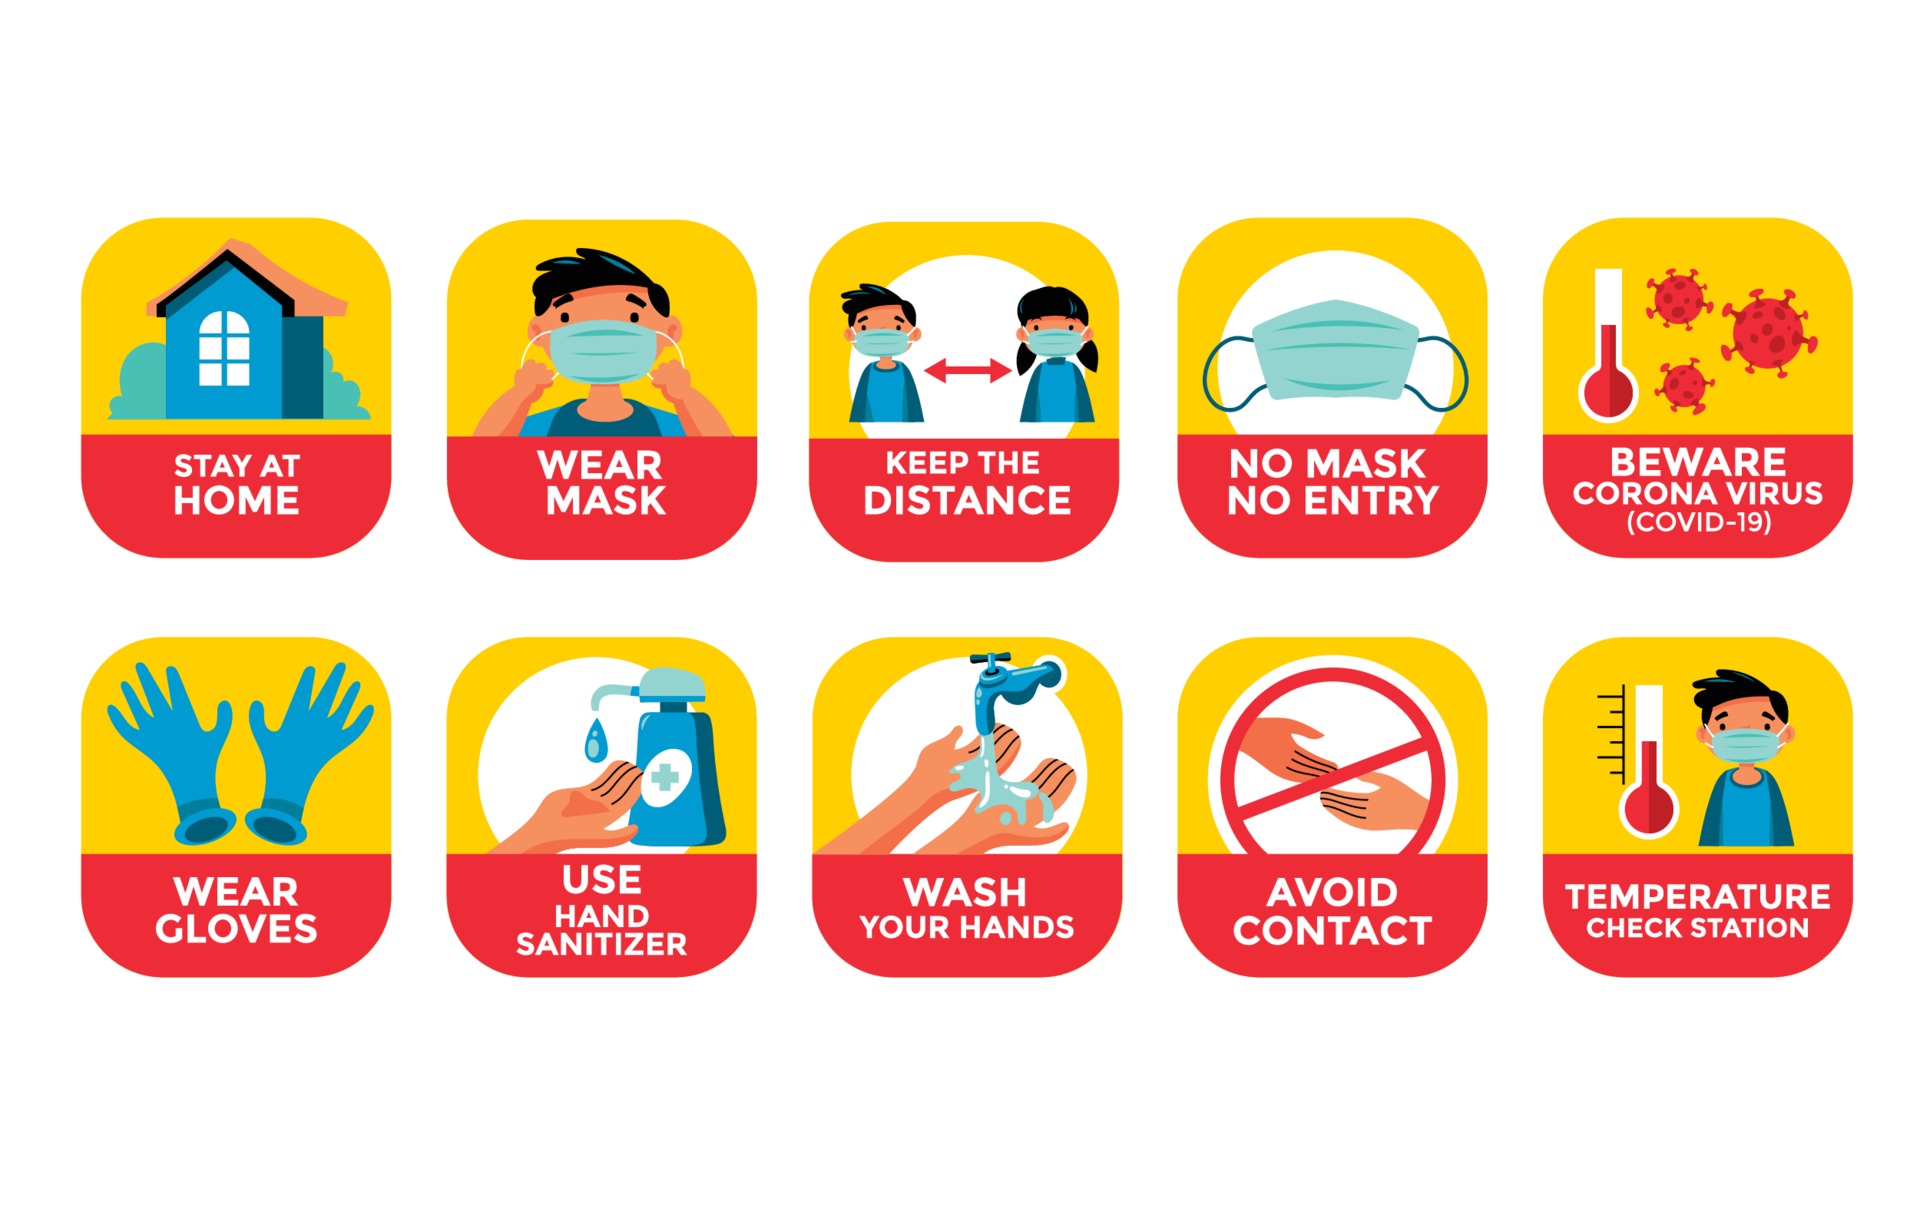 STAY AT
HOME
WEAR
MASK
KEEP THE
DISTANCE
NO MASK
NO ENTRY
BEWARE
CORONA VIRUS
(COVID-19)
WEAR
GLOVES
USE
HAND
SANITIZER
WASH
YOUR HANDS
AVOID
CONTACT
TEMPERATURE
CHECK STATION